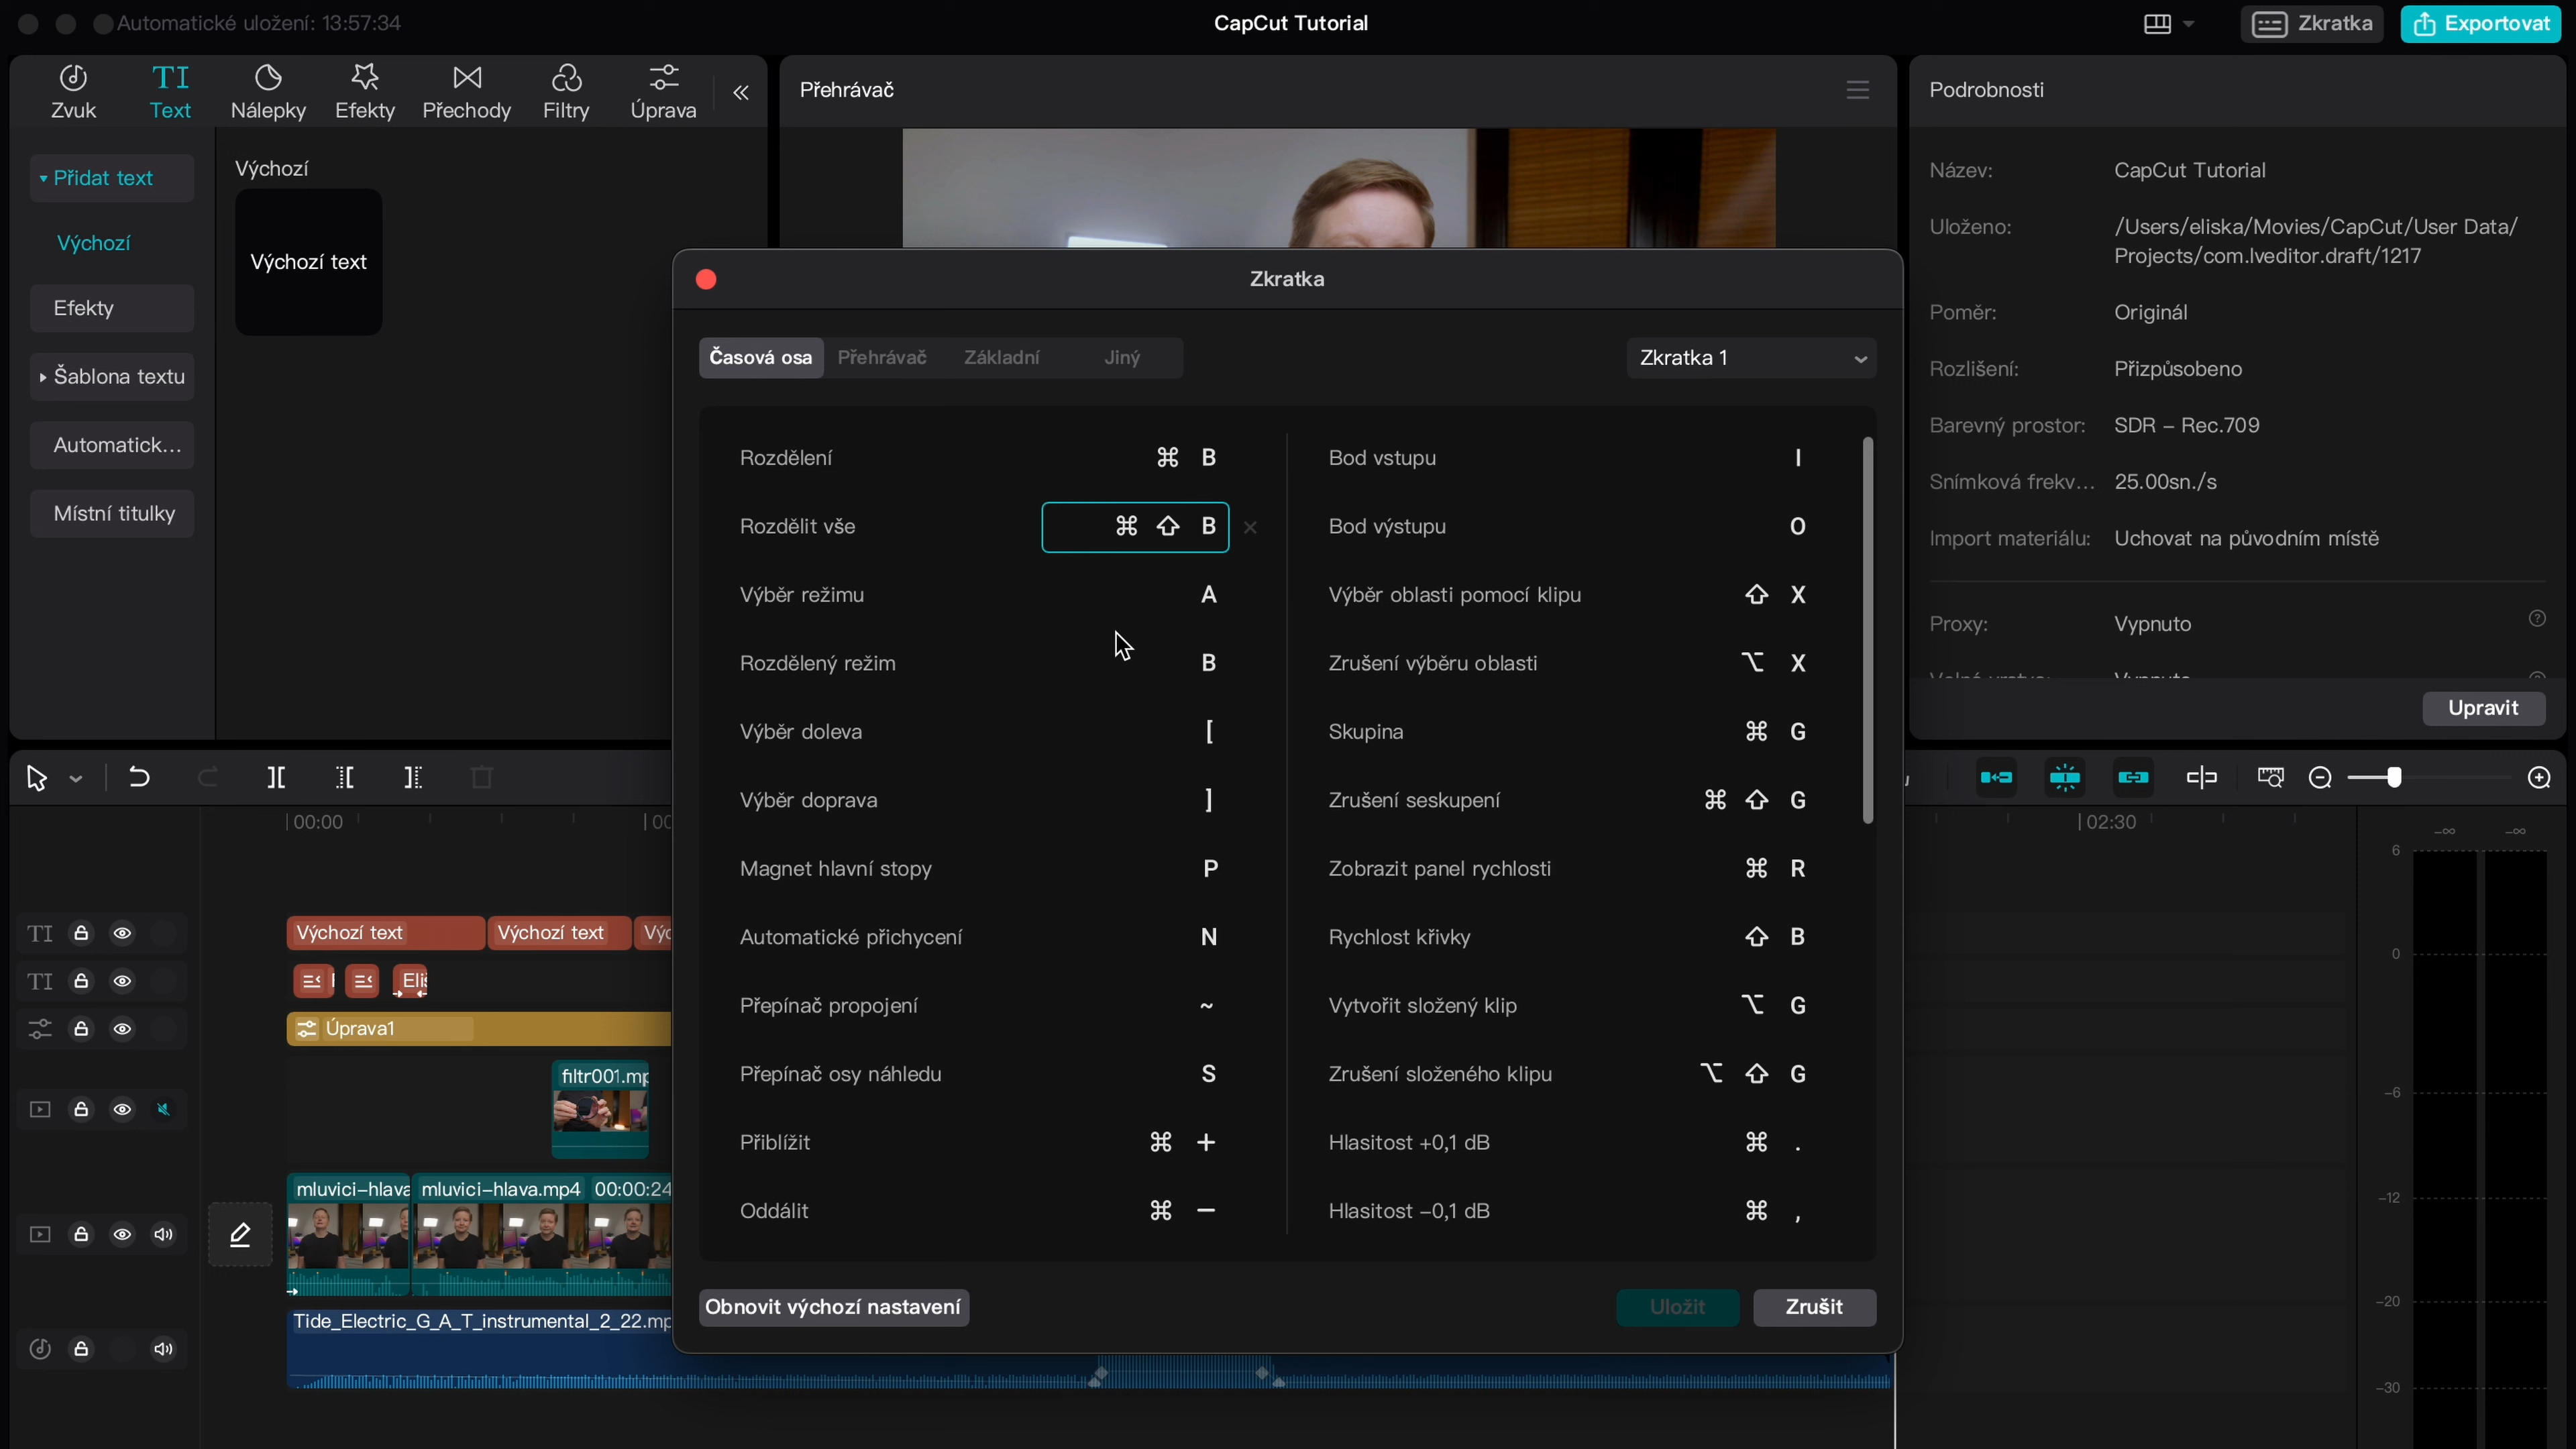 Automatické uložení: 13:57:34
CapCut Tutorial
Zkratka
Exportovat
Zvuk
Text
Nálepky
Efekty
Přechody
Filtry
Úprava
Přidat text
Výchozí
Efekty
Šablona textu
Automatick...
Místní titulky
Výchozí
Výchozí text
Přehrávač
Podrobnosti
Název: CapCut Tutorial
Uloženo: /Users/eliska/Movies/CapCut/User Data/
Projects/com.lveditor.draft/1217
Poměr: Originál
Rozlišení: Přizpůsobeno
Barevný prostor: SDR – Rec.709
Snímková frekv... 25.00sn./s
Import materiálu: Uchovat na původním místě
Proxy: Vypnuto
Upravit
Zkratka
Časová osa
Přehrávač
Základní
Jiný
Zkratka 1
Rozdělení ⌘ B
Rozdělit vše ⌘ ⇧ B
Výběr režimu A
Rozdělený režim B
Výběr doleva [
Výběr doprava ]
Magnet hlavní stopy P
Automatické přichycení N
Přepínač propojení ~
Přepínač osy náhledu S
Přiblížit ⌘ +
Oddálit ⌘ −
Bod vstupu I
Bod výstupu O
Výběr oblasti pomocí klipu ⇧ X
Zrušení výběru oblasti ⌥ X
Skupina ⌘ G
Zrušení seskupení ⌘ ⇧ G
Zobrazit panel rychlosti ⌘ R
Rychlost křivky ⇧ B
Vytvořit složený klip ⌥ G
Zrušení složeného klipu ⌥ ⇧ G
Hlasitost +0,1 dB ⌘ .
Hlasitost −0,1 dB ⌘ ,
Obnovit výchozí nastavení
Uložit
Zrušit
00:00
00
02:30
TI
Výchozí text
Výchozí text
Výc
TI
Eliš
Úprava1
filtr001.mp
mluvici–hlava
mluvici–hlava.mp4 00:00:24
Tide_Electric_G_A_T_instrumental_2_22.mp
-∞ -∞
6
0
-6
-12
-20
-30